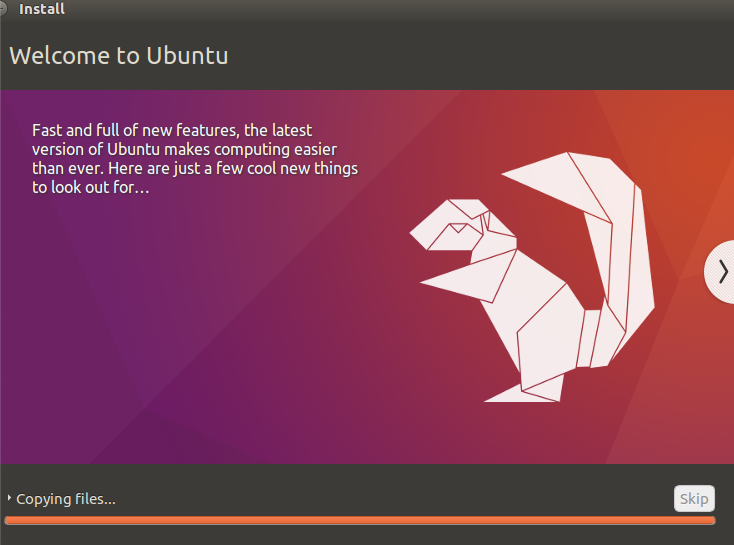 Install
Welcome to Ubuntu
Fast and full of new features, the latest
version of Ubuntu makes computing easier
than ever. Here are just a few cool new things
to look out for...
Copying files...
Skip